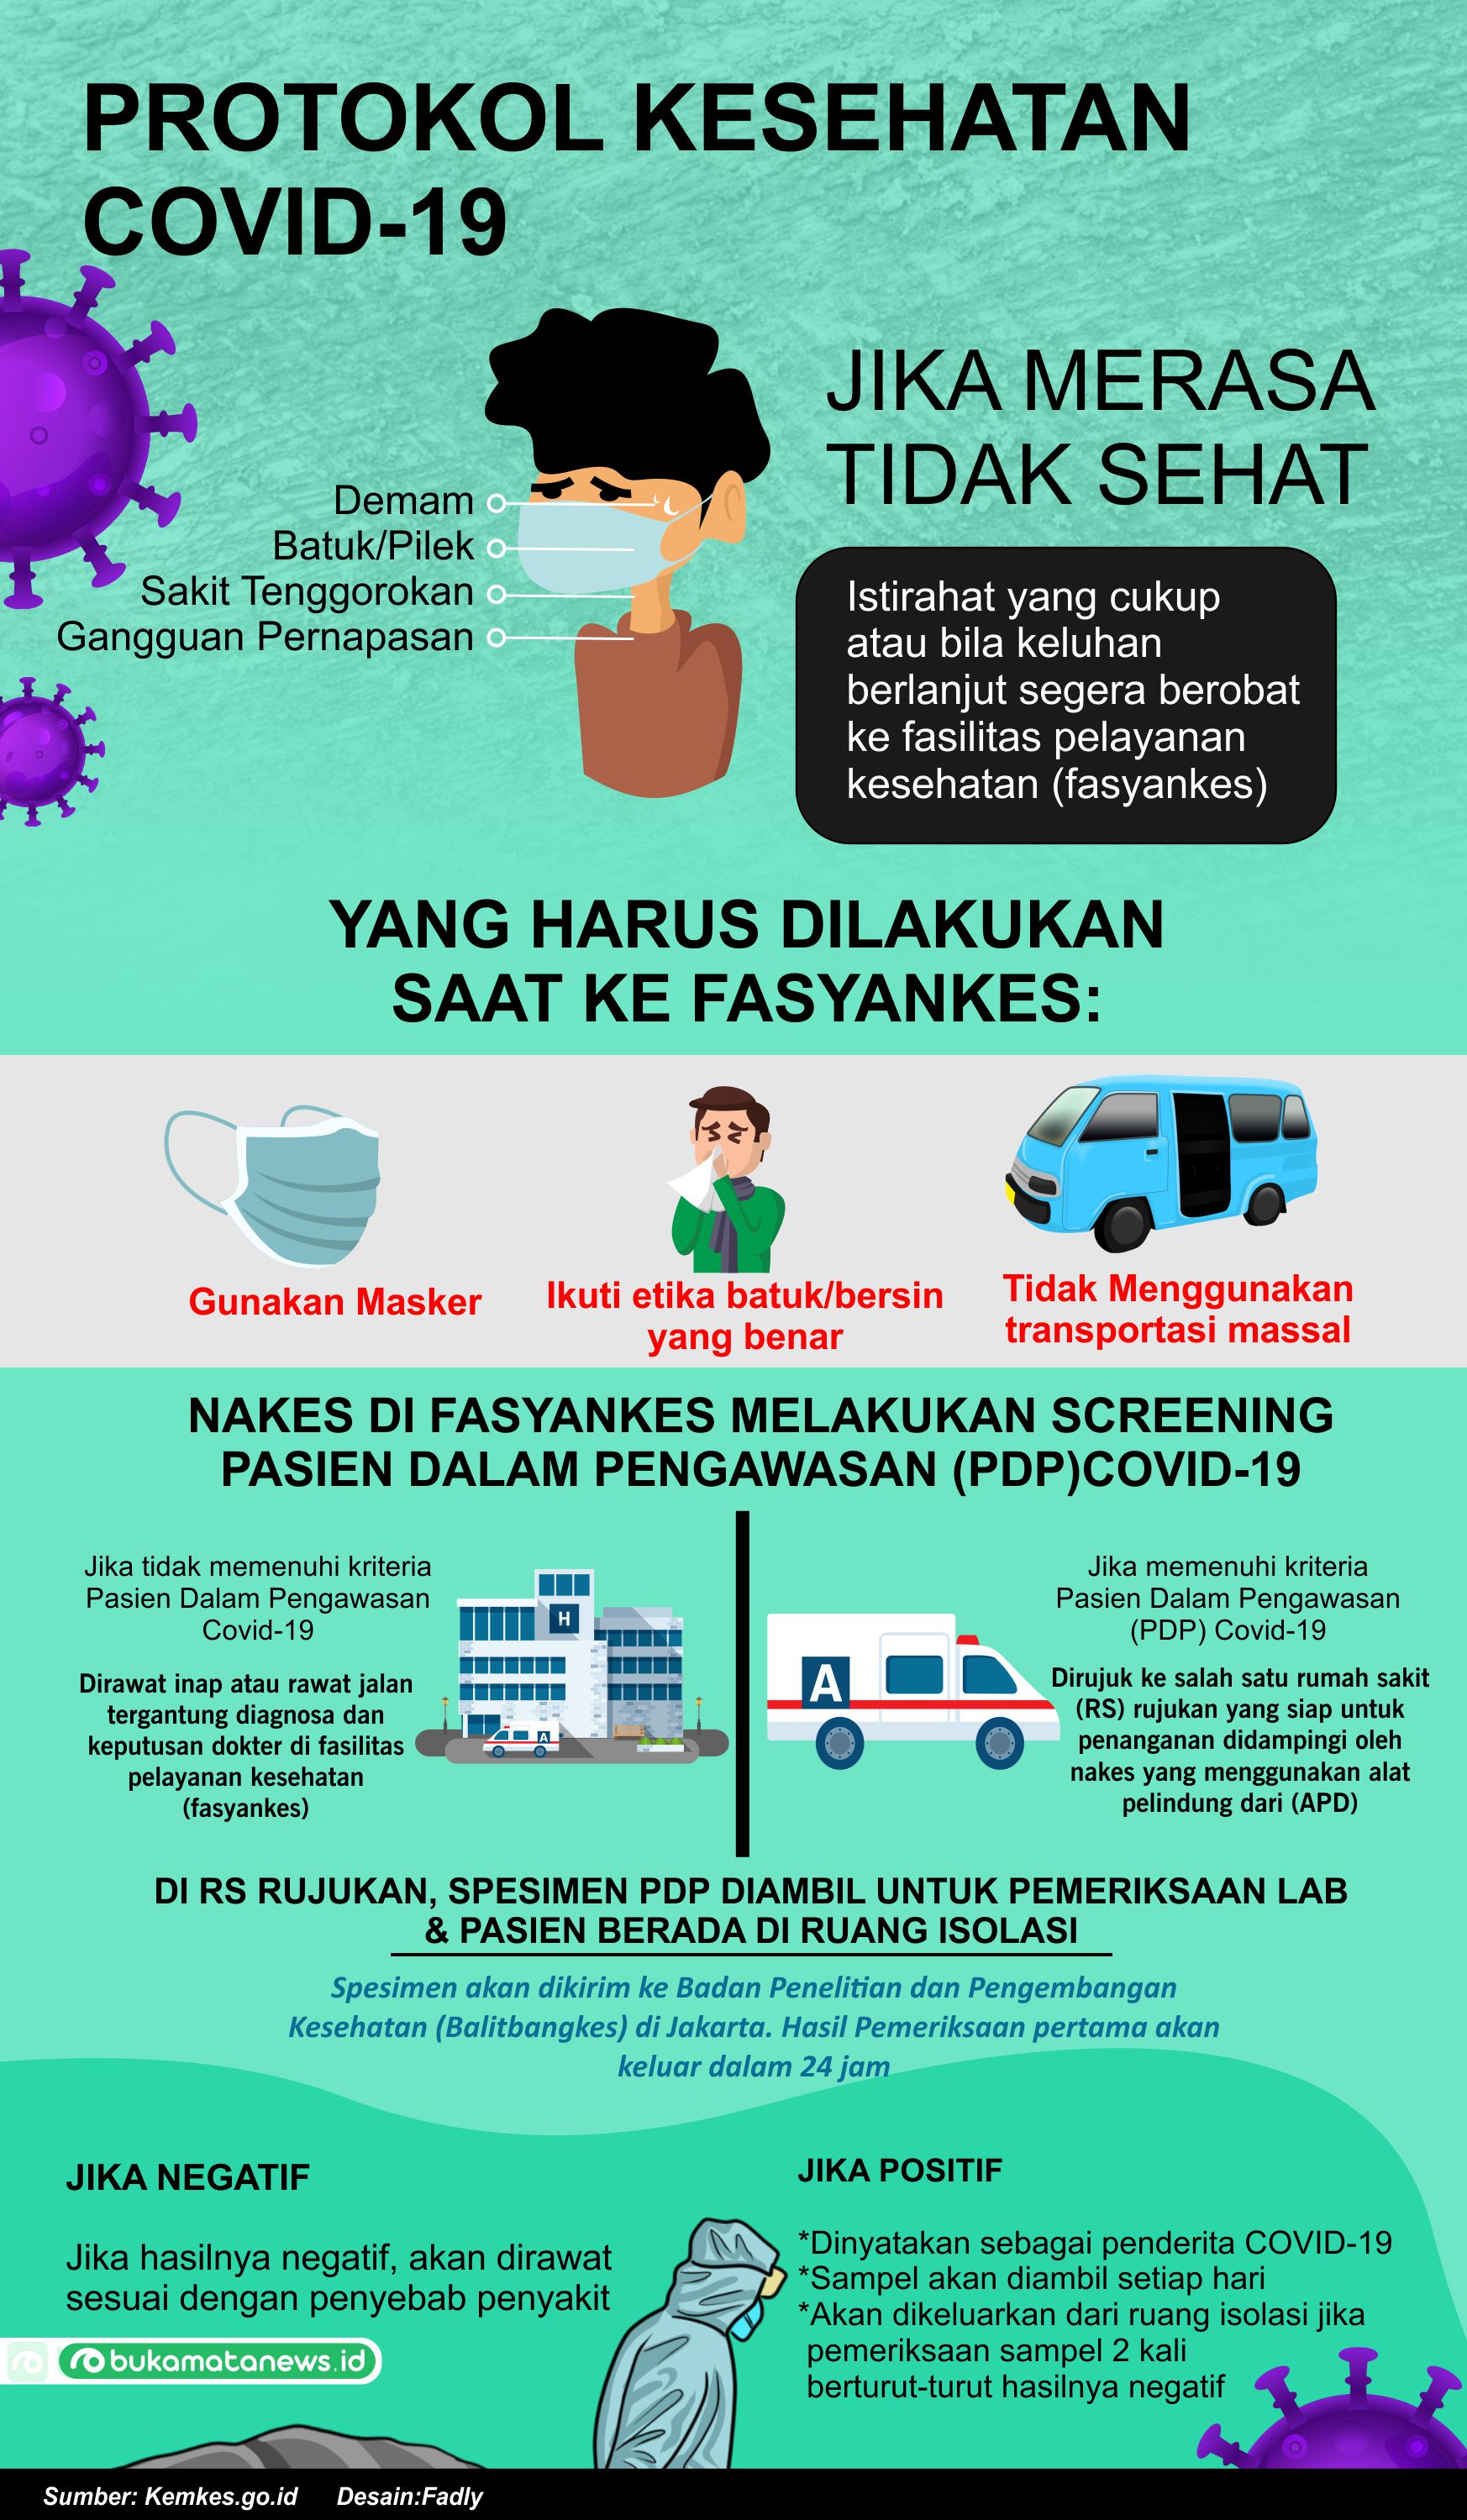 PROTOKOL KESEHATAN
COVID-19
JIKA MERASA
TIDAK SEHAT
Demam
Batuk/Pilek
Sakit Tenggorokan
Gangguan Pernapasan
Istirahat yang cukup
atau bila keluhan
berlanjut segera berobat
ke fasilitas pelayanan
kesehatan (fasyankes)
YANG HARUS DILAKUKAN
SAAT KE FASYANKES:
Gunakan Masker
Ikuti etika batuk/bersin
yang benar
Tidak Menggunakan
transportasi massal
NAKES DI FASYANKES MELAKUKAN SCREENING
PASIEN DALAM PENGAWASAN (PDP)COVID-19
Jika tidak memenuhi kriteria
Pasien Dalam Pengawasan
Covid-19
Dirawat inap atau rawat jalan
tergantung diagnosa dan
keputusan dokter di fasilitas
pelayanan kesehatan
(fasyankes)
H
A
A
Jika memenuhi kriteria
Pasien Dalam Pengawasan
(PDP) Covid-19
Dirujuk ke salah satu rumah sakit
(RS) rujukan yang siap untuk
penanganan didampingi oleh
nakes yang menggunakan alat
pelindung dari (APD)
DI RS RUJUKAN, SPESIMEN PDP DIAMBIL UNTUK PEMERIKSAAN LAB
& PASIEN BERADA DI RUANG ISOLASI
Spesimen akan dikirim ke Badan Penelitian dan Pengembangan
Kesehatan (Balitbangkes) di Jakarta. Hasil Pemeriksaan pertama akan
keluar dalam 24 jam
JIKA NEGATIF
Jika hasilnya negatif, akan dirawat
sesuai dengan penyebab penyakit
JIKA POSITIF
*Dinyatakan sebagai penderita COVID-19
*Sampel akan diambil setiap hari
*Akan dikeluarkan dari ruang isolasi jika
pemeriksaan sampel 2 kali
berturut-turut hasilnya negatif
bukamatanews.id
Sumber: Kemkes.go.id Desain:Fadly